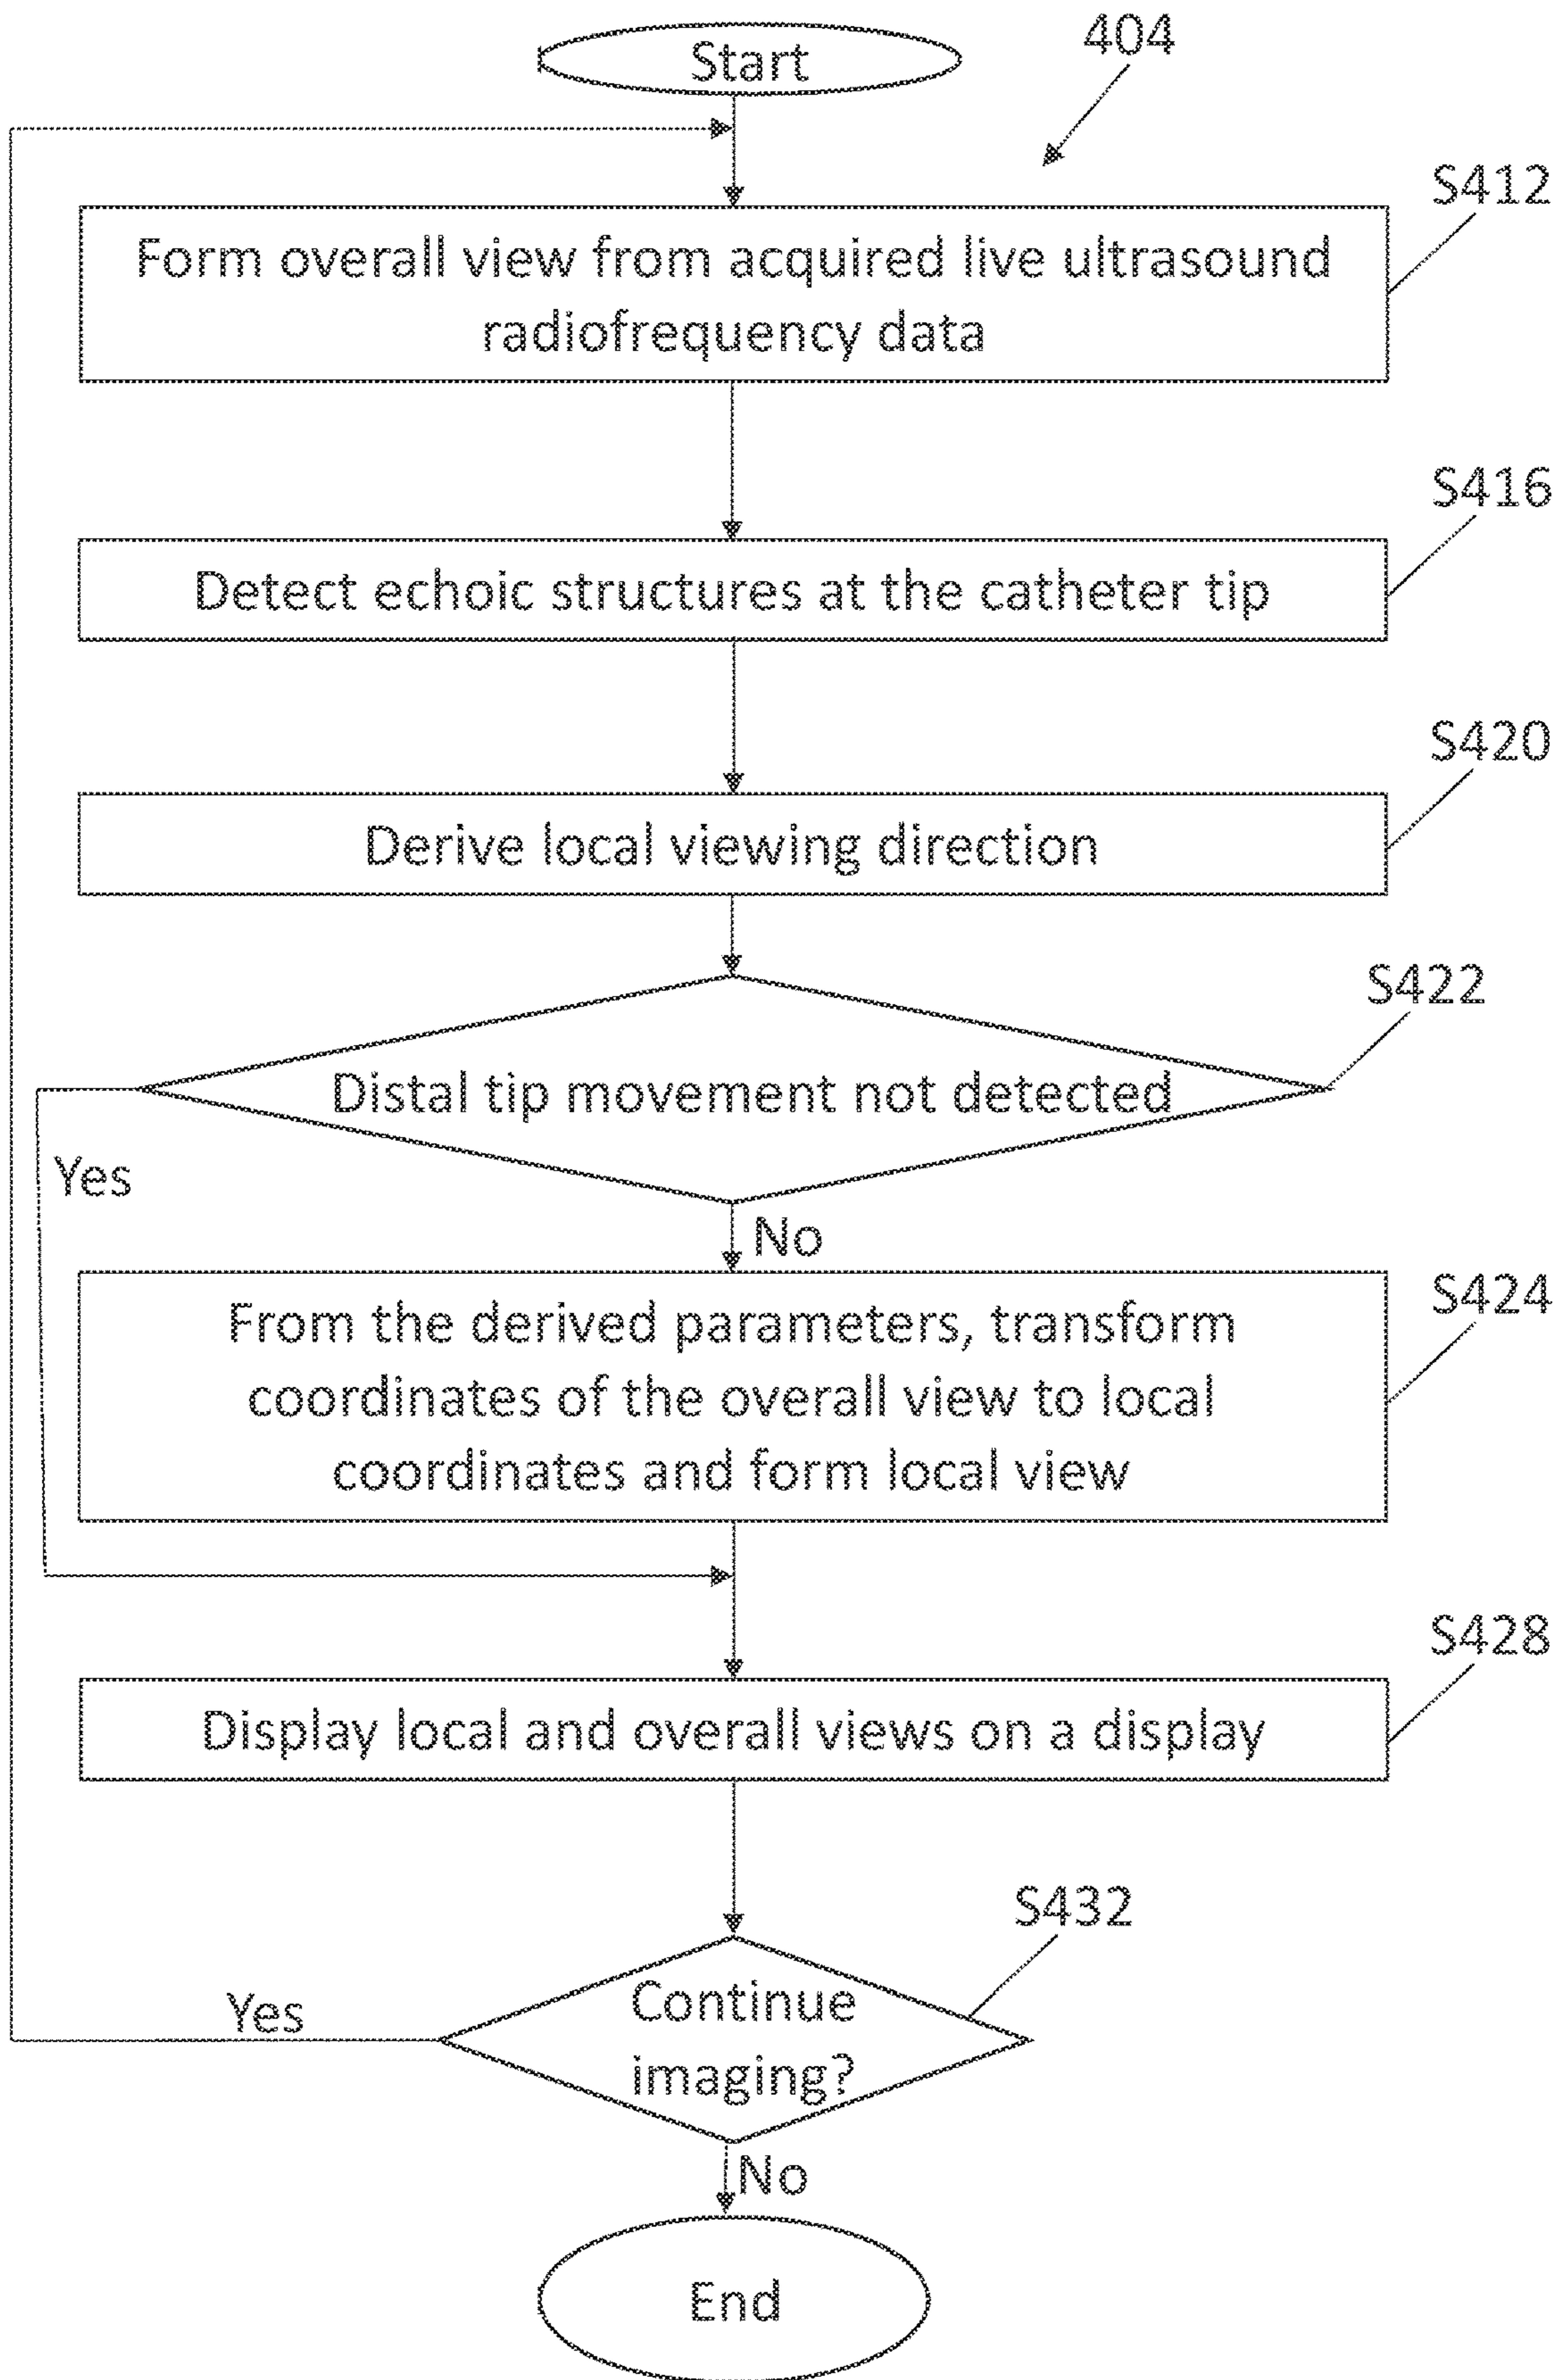 Start
404
S412
Form overall view from acquired live ultrasound
radiofrequency data
S416
Detect echoic structures at the catheter tip
S420
Derive local viewing direction
S422
Distal tip movement not detected
Yes
No
S424
From the derived parameters, transform
coordinates of the overall view to local
coordinates and form local view
S428
Display local and overall views on a display
S432
Continue
imaging?
Yes
No
End